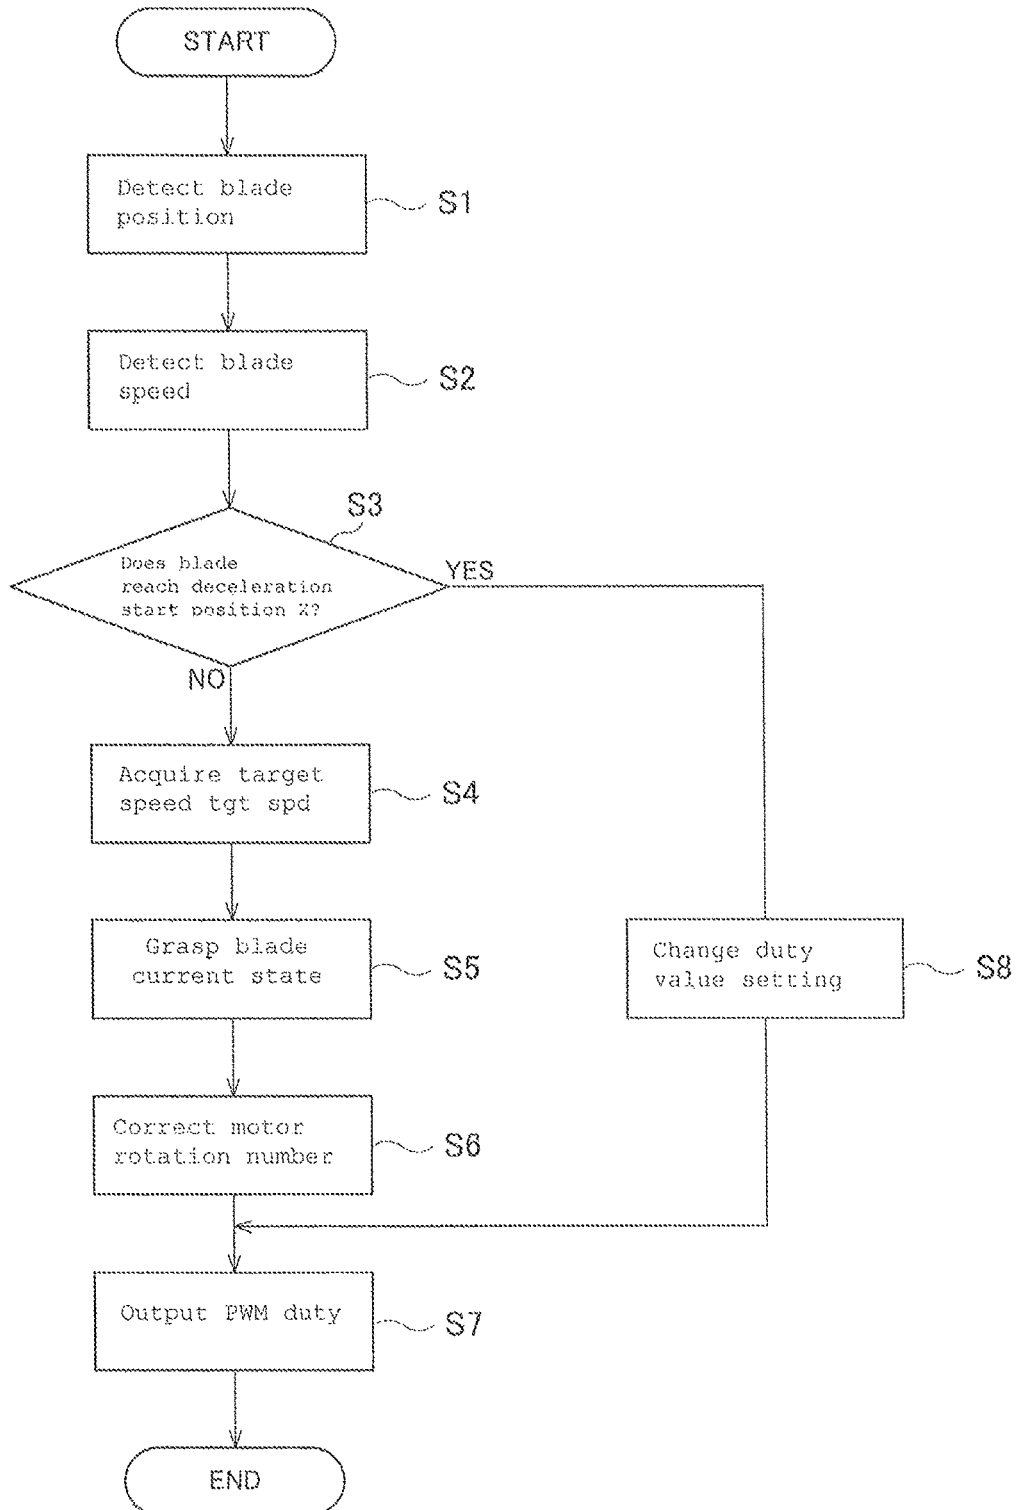 START
Detect blade
position
S1
Detect blade
speed
S2
S3
Does blade
reach deceleration
start position X?
YES
NO
Acquire target
speed tgt spd
S4
Grasp blade
current state
S5
Change duty
value setting
S8
Correct motor
rotation number
S6
Output PWM duty
S7
END